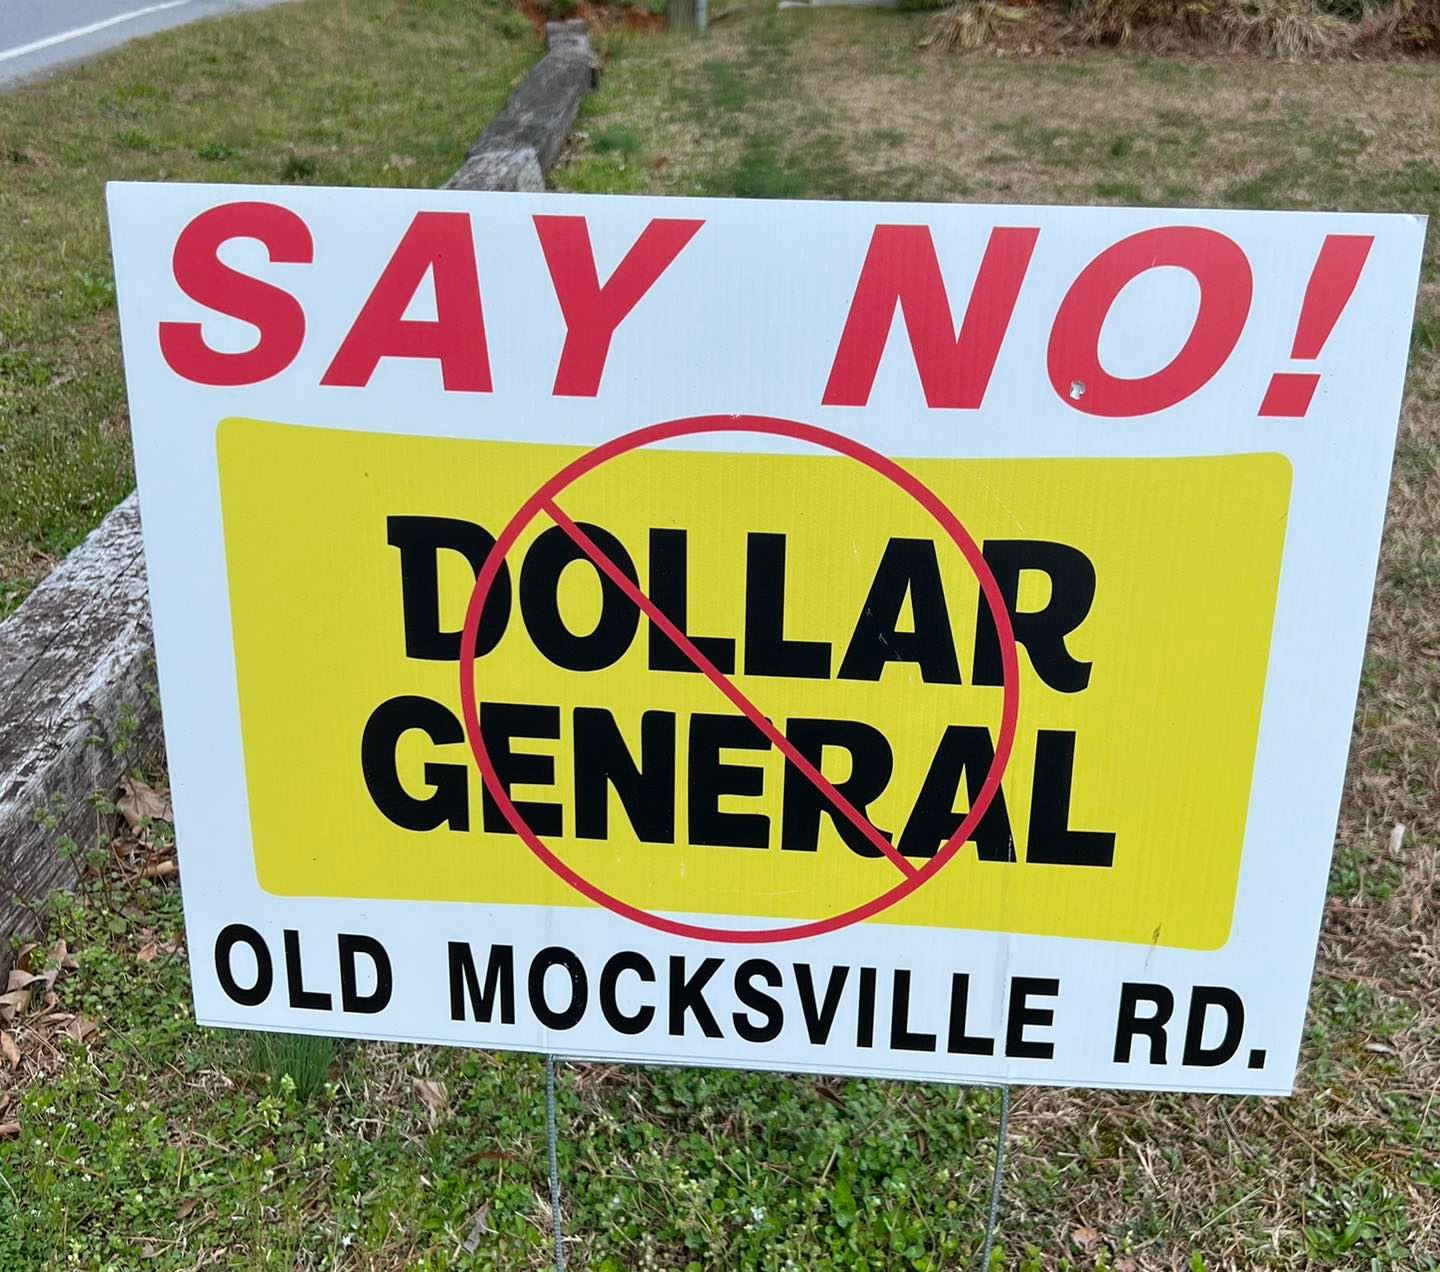 SAY NO!
DOLLAR
GENERAL
OLD MOCKSVILLE RD.